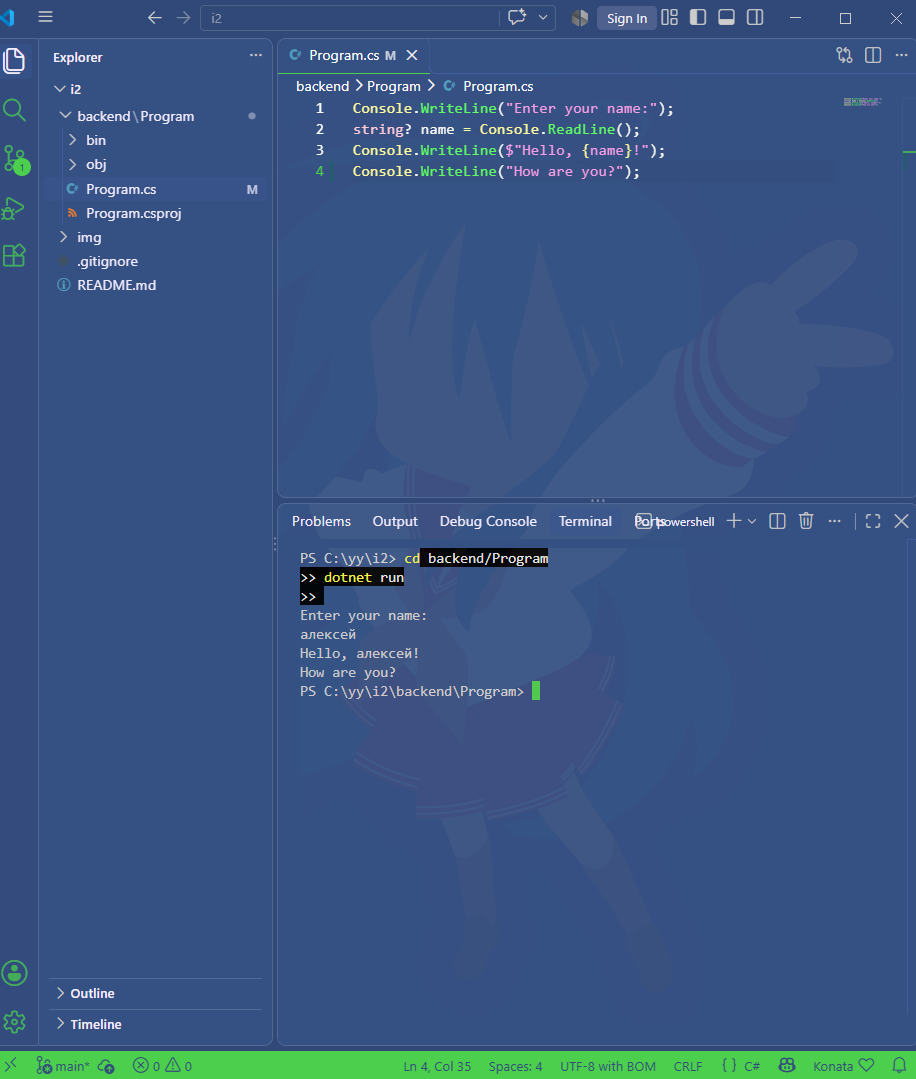 i2
Sign In
Explorer
i2
backend\Program
bin
obj
Program.cs M
Program.csproj
img
.gitignore
README.md
Outline
Timeline
1
Program.cs M
backend > Program > Program.cs
1 Console.WriteLine("Enter your name:");
2 string? name = Console.ReadLine();
3 Console.WriteLine($"Hello, {name}!");
4 Console.WriteLine("How are you?");
Problems Output Debug Console Terminal Ports powershell
PS C:\yy\i2> cd backend/Program
>> dotnet run
>>
Enter your name:
алексей
Hello, алексей!
How are you?
PS C:\yy\i2\backend\Program>
main* 0 0 Ln 4, Col 35 Spaces: 4 UTF-8 with BOM CRLF {} C# Konata